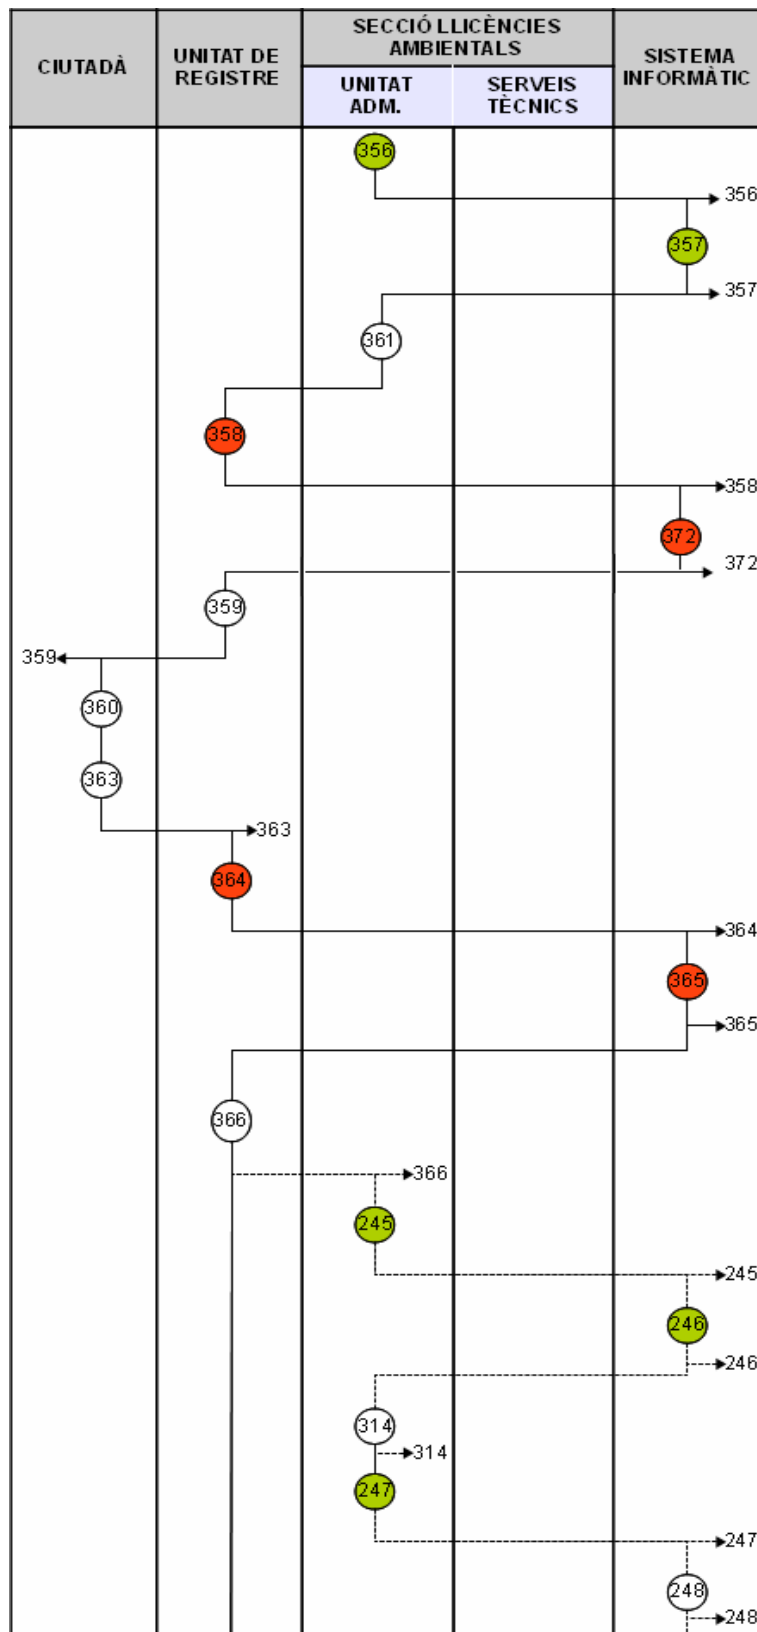 CIUTADÀ
UNITAT DE
REGISTRE
SECCIÓ LLICÈNCIES
AMBIENTALS
UNITAT
ADM.
SERVEIS
TÈCNICS
SISTEMA
INFORMÀTIC
356
356
357
357
361
358
358
372
372
359
359
360
363
363
364
364
365
365
366
366
245
245
246
246
314
314
247
247
248
248